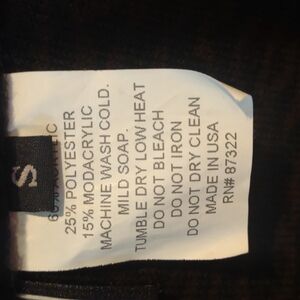 S
25% POLYESTER
15% MODACRYLIC
MACHINE WASH COLD.
MILD SOAP.
TUMBLE DRY LOW HEAT
DO NOT BLEACH
DO NOT IRON
DO NOT DRY CLEAN
MADE IN USA
RN# 87322